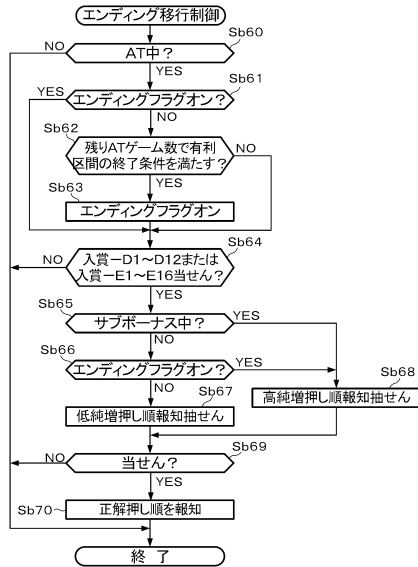 エンディング移行制御
Sb60
NO
AT中？
YES
Sb61
YES
エンディングフラグオン？
NO
Sb62
残りATゲーム数で有利
区間の終了条件を満たす？
NO
YES
Sb63
エンディングフラグオン
Sb64
入賞－D1～D12または
入賞－E1～E16当せん？
NO
YES
Sb65
サブボーナス中？
YES
NO
Sb66
エンディングフラグオン？
YES
NO
Sb67
低純増押し順報知抽せん
Sb68
高純増押し順報知抽せん
Sb69
NO
当せん？
YES
Sb70
正解押し順を報知
終 了